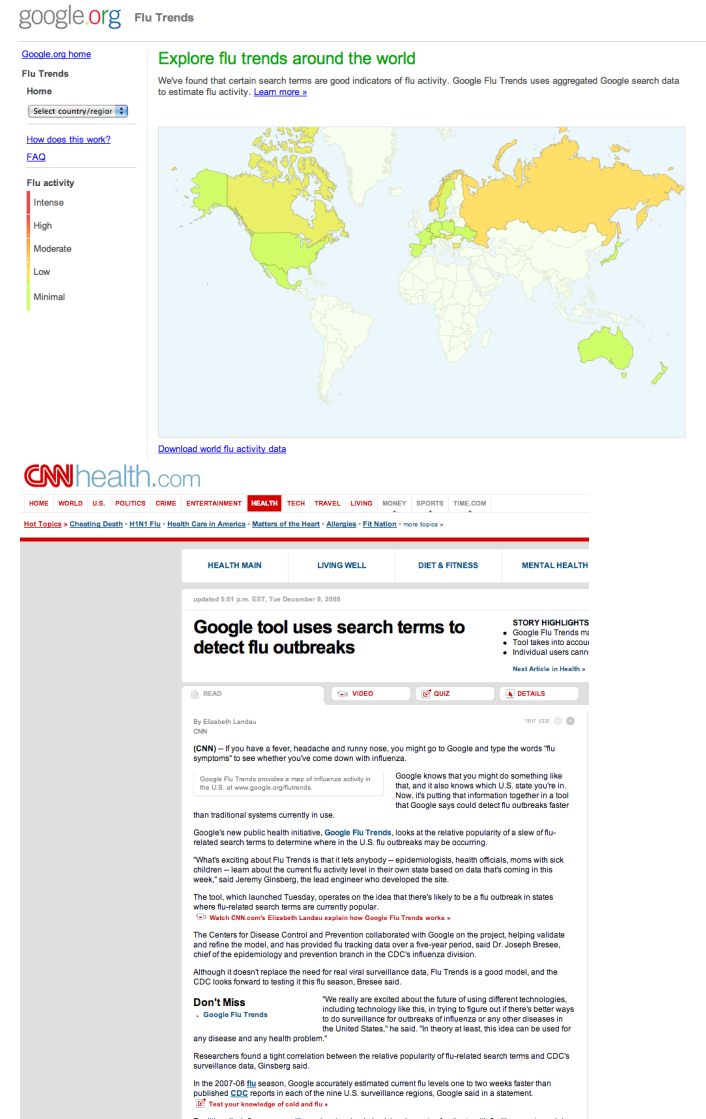 google.org Flu Trends
Google.org home
Flu Trends
Home
Select country/regior
How does this work?
FAQ
Flu activity
Intense
High
Moderate
Low
Minimal
Explore flu trends around the world
We've found that certain search terms are good indicators of flu activity. Google Flu Trends uses aggregated Google search data
to estimate flu activity. Learn more »
Download world flu activity data
CNNhealth.com
HOME WORLD U.S. POLITICS CRIME ENTERTAINMENT HEALTH TECH TRAVEL LIVING MONEY SPORTS TIME.COM
Hot Topics » Cheating Death • H1N1 Flu • Health Care in America • Matters of the Heart • Allergies • Fit Nation • more topics »
HEALTH MAIN LIVING WELL DIET & FITNESS MENTAL HEALTH
updated 5:51 p.m. EST, Tue December 9, 2008
Google tool uses search terms to
detect flu outbreaks
STORY HIGHLIGHTS
• Google Flu Trends
• Tool takes into
• Individual users
Next Article in Health »
READ VIDEO QUIZ DETAILS
By Elizabeth Landau
CNN
TEXT SIZE
(CNN) -- If you have a fever, headache and runny nose, you might go to Google and type the words "flu
symptoms" to see whether you've come down with influenza.
Google Flu Trends provides a map of influenza activity in
the U.S. at www.google.org/flutrends.
Google knows that you might do something like
that, and it also knows which U.S. state you're in.
Now, it's putting that information together in a tool
that Google says could detect flu outbreaks faster
than traditional systems currently in use.
Google's new public health initiative, Google Flu Trends, looks at the relative popularity of a slew of flu-
related search terms to determine where in the U.S. flu outbreaks may be occurring.
"What's exciting about Flu Trends is that it lets anybody -- epidemiologists, health officials, moms with sick
children -- learn about the current flu activity level in their own state based on data that's coming in this
week," said Jeremy Ginsberg, the lead engineer who developed the site.
The tool, which launched Tuesday, operates on the idea that there's likely to be a flu outbreak in states
where flu-related search terms are currently popular.
Watch CNN.com's Elizabeth Landau explain how Google Flu Trends works »
The Centers for Disease Control and Prevention collaborated with Google on the project, helping validate
and refine the model, and has provided flu tracking data over a five-year period, said Dr. Joseph Bresee,
chief of the epidemiology and prevention branch in the CDC's influenza division.
Although it doesn't replace the need for real viral surveillance data, Flu Trends is a good model, and the
CDC looks forward to testing it this flu season, Bresee said.
Don't Miss
• Google Flu Trends
"We really are excited about the future of using different technologies,
including technology like this, in trying to figure out if there's better ways
to do surveillance for outbreaks of influenza or any other diseases in
the United States," he said. "In theory at least, this idea can be used for
any disease and any health problem."
Researchers found a tight correlation between the relative popularity of flu-related search terms and CDC's
surveillance data, Ginsberg said.
In the 2007-08 flu season, Google accurately estimated current flu levels one to two weeks faster than
published CDC reports in each of the nine U.S. surveillance regions, Google said in a statement.
Test your knowledge of cold and flu »